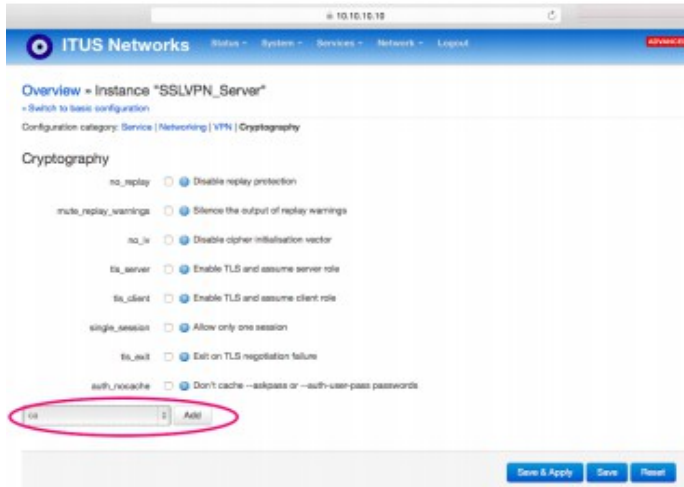 10.10.10.10
ITUS Networks Status System Services Network Logout ADVANCED
Overview » Instance "SSLVPN_Server"
» Switch to basic configuration
Configuration category: Service | Networking | VPN | Cryptography
Cryptography
no_replay Disable replay protection
mute_replay_warnings Silence the output of replay warnings
no_iv Disable cipher initialisation vector
tls_server Enable TLS and assume server role
tls_client Enable TLS and assume client role
single_session Allow only one session
tls_exit Exit on TLS negotiation failure
auth_nocache Don't cache --askpass or --auth-user-pass passwords
ca Add
Save & Apply Save Reset